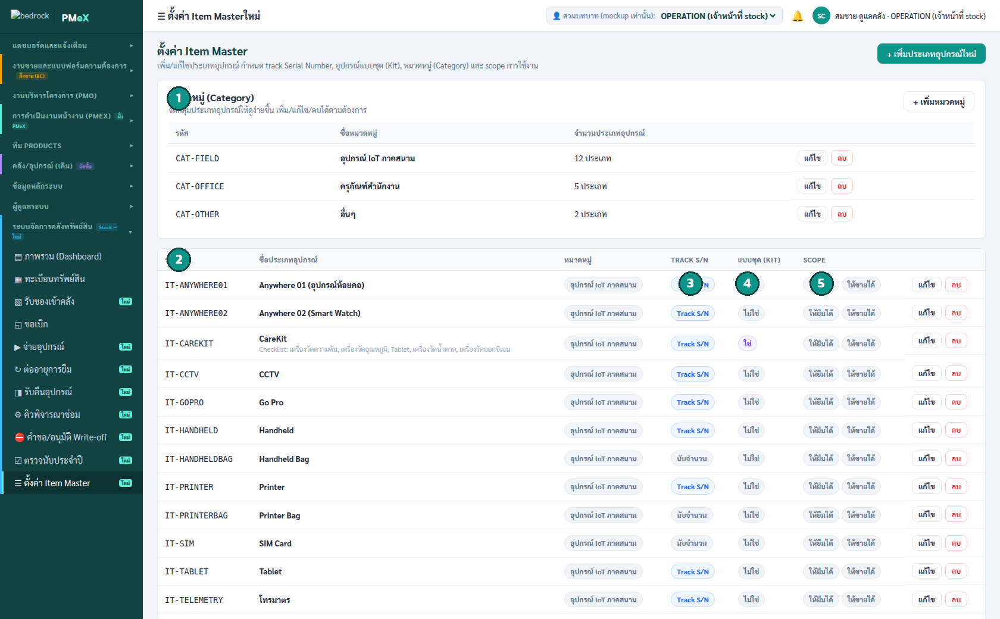 bedrock PMeX
☰ ตั้งค่า Item Masterใหม่
👤 สวมบทบาท (mockup เท่านั้น): OPERATION (เจ้าหน้าที่ stock)
🔔 SC สมชาย ดูแลคลัง · OPERATION (เจ้าหน้าที่ stock)
แดชบอร์ดและแจ้งเตือน
งานขายและแบบฟอร์มความต้องการ
ฝั่งขาย (BC)
งานบริหารโครงการ (PMO)
การดำเนินงานหน้างาน (PMEX) ฝั่ง
PMeX
ทีม PRODUCTS
คลัง/อุปกรณ์ (เดิม) จัดซื้อ
ข้อมูลหลักระบบ
ผู้ดูแลระบบ
ระบบจัดการคลังทรัพย์สิน Stock —
ใหม่
ภาพรวม (Dashboard)
ทะเบียนทรัพย์สิน
รับของเข้าคลัง ใหม่
ขอเบิก
จ่ายอุปกรณ์ ใหม่
ต่ออายุการยืม ใหม่
รับคืนอุปกรณ์ ใหม่
คิวพิจารณาซ่อม ใหม่
คำขอ/อนุมัติ Write-off ใหม่
ตรวจนับประจำปี ใหม่
☰ ตั้งค่า Item Master ใหม่
ตั้งค่า Item Master
เพิ่ม/แก้ไขประเภทอุปกรณ์ กำหนด track Serial Number, อุปกรณ์แบบชุด (Kit), หมวดหมู่ (Category) และ scope การใช้งาน
+ เพิ่มประเภทอุปกรณ์ใหม่
1 หมู่ (Category)
จัดกลุ่มประเภทอุปกรณ์ให้ดูง่ายขึ้น เพิ่ม/แก้ไข/ลบได้ตามต้องการ
+ เพิ่มหมวดหมู่
รหัส ชื่อหมวดหมู่ จำนวนประเภทอุปกรณ์
CAT-FIELD อุปกรณ์ IoT ภาคสนาม 12 ประเภท แก้ไข ลบ
CAT-OFFICE ครุภัณฑ์สำนักงาน 5 ประเภท แก้ไข ลบ
CAT-OTHER อื่นๆ 2 ประเภท แก้ไข ลบ
2 ชื่อประเภทอุปกรณ์ หมวดหมู่ TRACK S/N แบบชุด (KIT) SCOPE
IT-ANYWHERE01 Anywhere 01 (อุปกรณ์ห้อยคอ) อุปกรณ์ IoT ภาคสนาม 3 N 4 5 ให้ขายได้ แก้ไข ลบ
IT-ANYWHERE02 Anywhere 02 (Smart Watch) อุปกรณ์ IoT ภาคสนาม Track S/N ไม่ใช่ ให้ยืมได้ ให้ขายได้ แก้ไข ลบ
IT-CAREKIT CareKit อุปกรณ์ IoT ภาคสนาม Track S/N ใช่ ให้ยืมได้ ให้ขายได้ แก้ไข ลบ
Checklist: เครื่องวัดความดัน, เครื่องวัดอุณหภูมิ, Tablet, เครื่องวัดน้ำตาล, เครื่องวัดออกซิเจน
IT-CCTV CCTV อุปกรณ์ IoT ภาคสนาม Track S/N ไม่ใช่ ให้ยืมได้ ให้ขายได้ แก้ไข ลบ
IT-GOPRO Go Pro อุปกรณ์ IoT ภาคสนาม Track S/N ไม่ใช่ ให้ยืมได้ ให้ขายได้ แก้ไข ลบ
IT-HANDHELD Handheld อุปกรณ์ IoT ภาคสนาม Track S/N ไม่ใช่ ให้ยืมได้ ให้ขายได้ แก้ไข ลบ
IT-HANDHELDBAG Handheld Bag อุปกรณ์ IoT ภาคสนาม นับจำนวน ไม่ใช่ ให้ยืมได้ ให้ขายได้ แก้ไข ลบ
IT-PRINTER Printer อุปกรณ์ IoT ภาคสนาม Track S/N ไม่ใช่ ให้ยืมได้ ให้ขายได้ แก้ไข ลบ
IT-PRINTERBAG Printer Bag อุปกรณ์ IoT ภาคสนาม นับจำนวน ไม่ใช่ ให้ยืมได้ ให้ขายได้ แก้ไข ลบ
IT-SIM SIM Card อุปกรณ์ IoT ภาคสนาม นับจำนวน ไม่ใช่ ให้ยืมได้ ให้ขายได้ แก้ไข ลบ
IT-TABLET Tablet อุปกรณ์ IoT ภาคสนาม Track S/N ไม่ใช่ ให้ยืมได้ ให้ขายได้ แก้ไข ลบ
IT-TELEMETRY โทรมาตร อุปกรณ์ IoT ภาคสนาม Track S/N ไม่ใช่ ให้ยืมได้ ให้ขายได้ แก้ไข ลบ